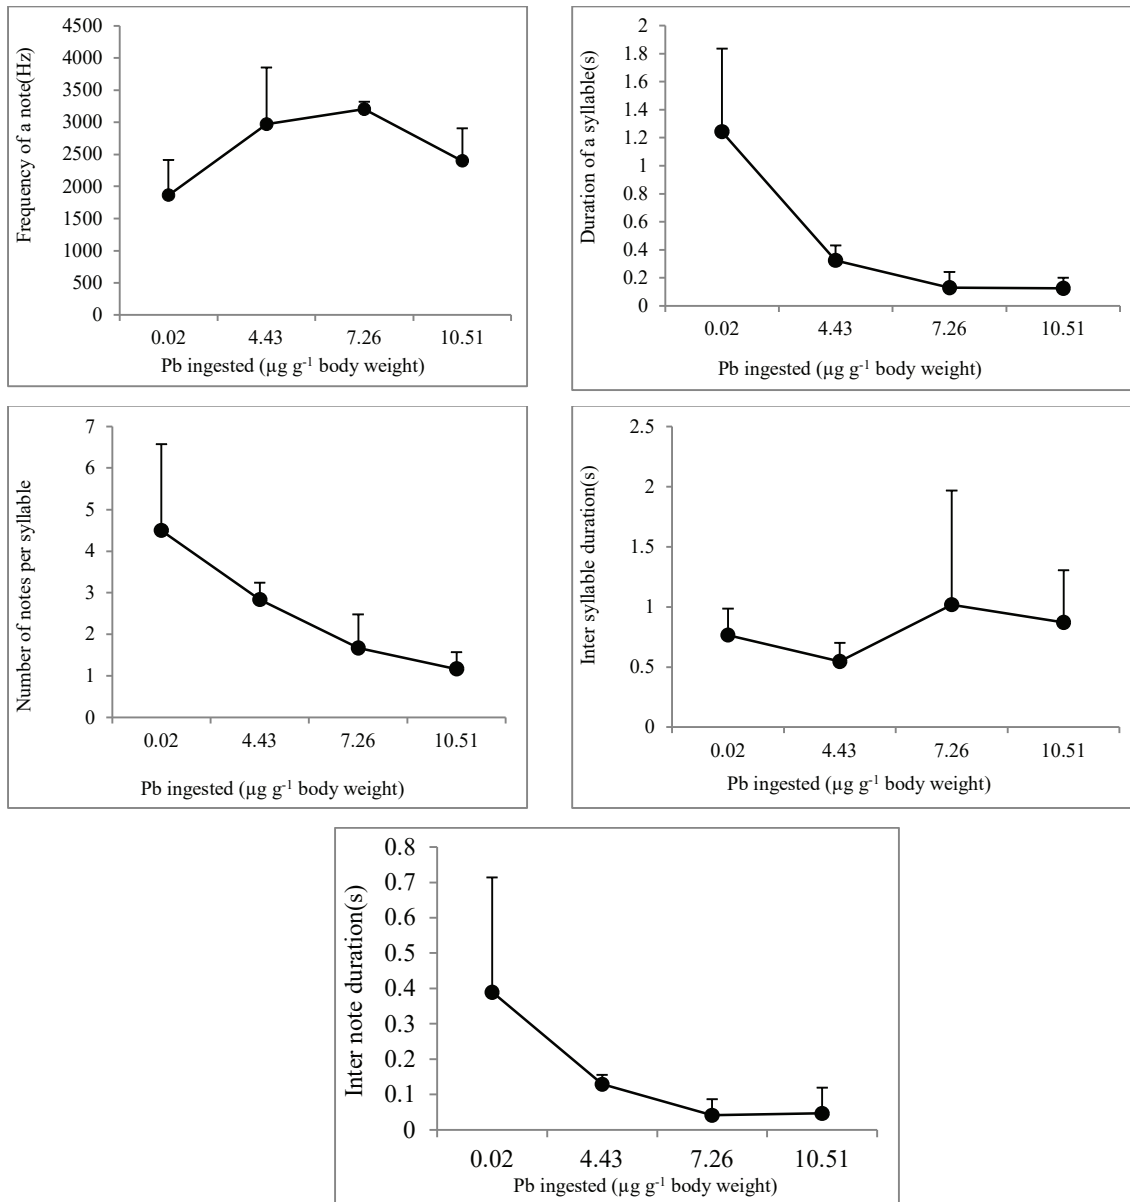 Frequency of a note(Hz)
4500
4000
3500
3000
2500
2000
1500
1000
500
0
0.02 4.43 7.26 10.51
Pb ingested (µg g-1 body weight)
Duration of a syllable(s)
2
1.8
1.6
1.4
1.2
1
0.8
0.6
0.4
0.2
0
0.02 4.43 7.26 10.51
Pb ingested (µg g-1 body weight)
Number of notes per syllable
7
6
5
4
3
2
1
0
0.02 4.43 7.26 10.51
Pb ingested (µg g-1 body weight)
Inter syllable duration(s)
2.5
2
1.5
1
0.5
0
0.02 4.43 7.26 10.51
Pb ingested (µg g-1 body weight)
Inter note duration(s)
0.8
0.7
0.6
0.5
0.4
0.3
0.2
0.1
0
0.02 4.43 7.26 10.51
Pb ingested (µg g-1 body weight)